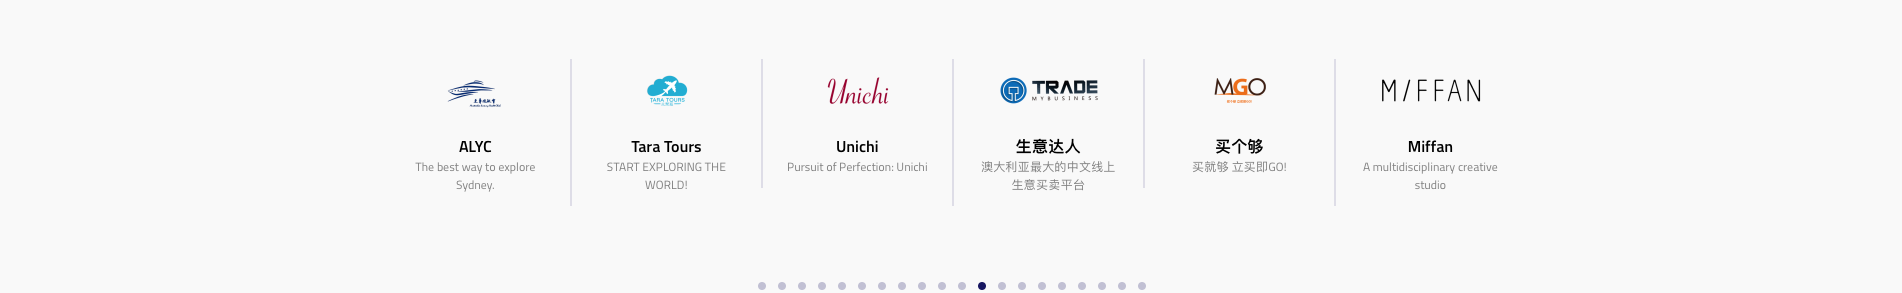 TARA TOURS
Unichi
TRADE
MYBUSINESS
MGO
MIFFAN
ALYC
The best way to explore
Sydney.
Tara Tours
START EXPLORING THE
WORLD!
Unichi
Pursuit of Perfection: Unichi
生意达人
澳大利亚最大的中文线上
生意买卖平台
买个够
买就够 立买即GO!
Miffan
A multidisciplinary creative
studio